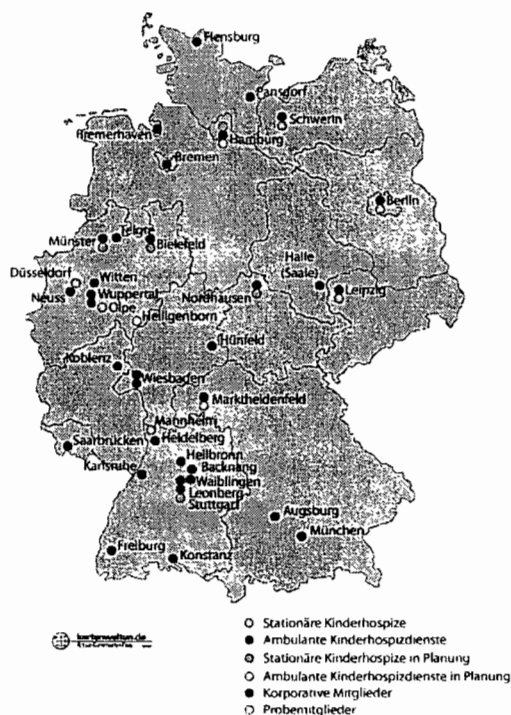 Flensburg
Pansdorf
Schwerin
Bremerhaven
Hamburg
Bremen
Berlin
Telgte
Münster
Bielefeld
Halle
(Saale)
Düsseldorf
Witten
Leipzig
Neuss
Wuppertal
Nordhausen
Olpe
Heiligenborn
Hünfeld
Koblenz
Wiesbaden
Marktheidenfeld
Mannheim
Saarbrücken
Heidelberg
Heilbronn
Karlsruhe
Backnang
Waiblingen
Leonberg
Stuttgart
Augsburg
München
Freiburg
Konstanz
Stationäre Kinderhospize
kartenwelten.de
Ambulante Kinderhospizdienste
Stationäre Kinderhospize in Planung
Ambulante Kinderhospizdienste in Planung
Korporative Mitglieder
Probemitglieder